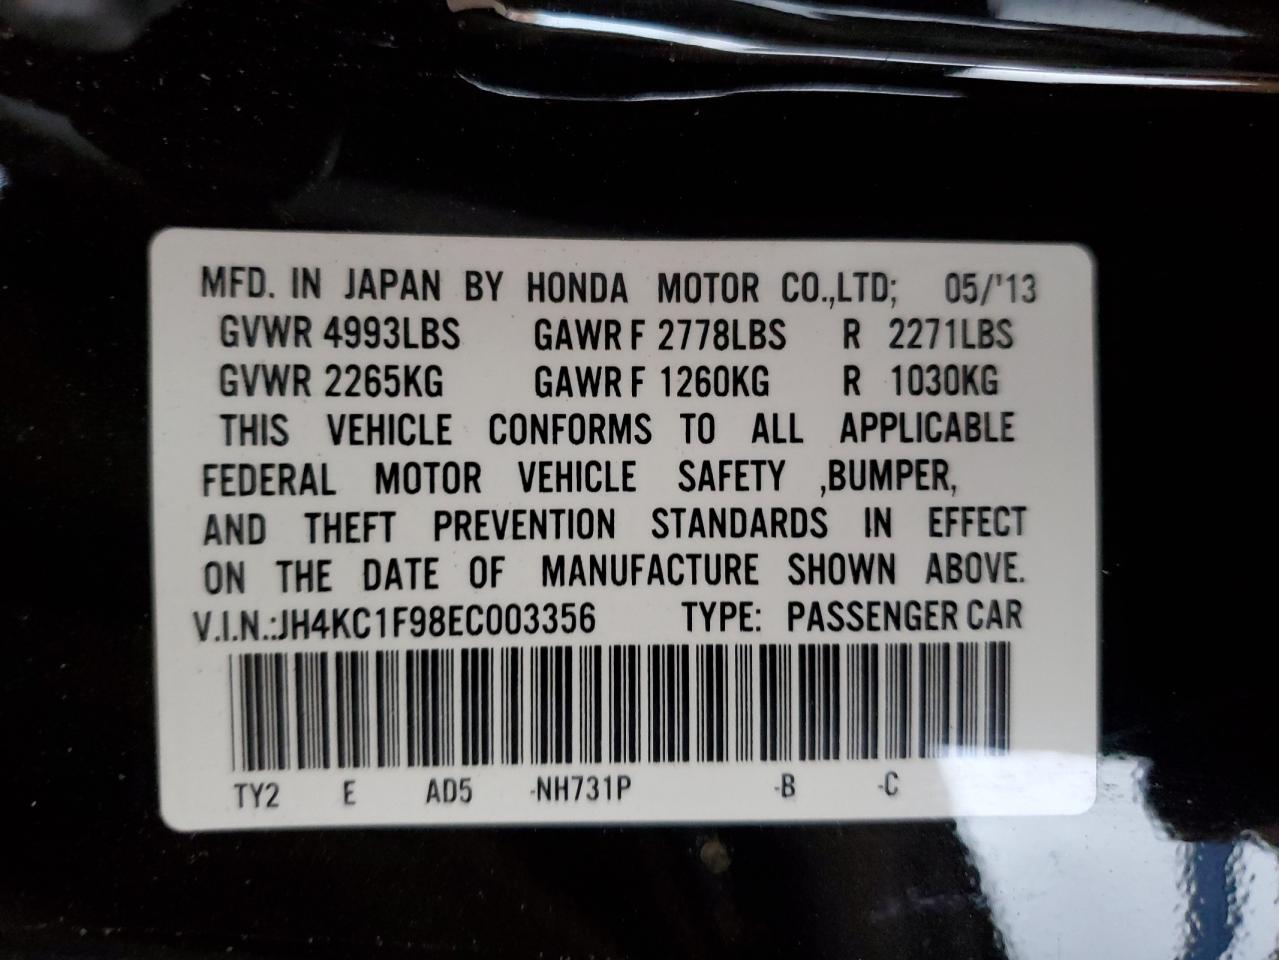 MFD. IN JAPAN BY HONDA MOTOR CO.,LTD; 05/'13
GVWR 4993LBS GAWR F 2778LBS R 2271LBS
GVWR 2265KG GAWR F 1260KG R 1030KG
THIS VEHICLE CONFORMS TO ALL APPLICABLE
FEDERAL MOTOR VEHICLE SAFETY ,BUMPER,
AND THEFT PREVENTION STANDARDS IN EFFECT
ON THE DATE OF MANUFACTURE SHOWN ABOVE.
V.I.N.:JH4KC1F98EC003356 TYPE: PASSENGER CAR
TY2 E AD5 -NH731P -B -C